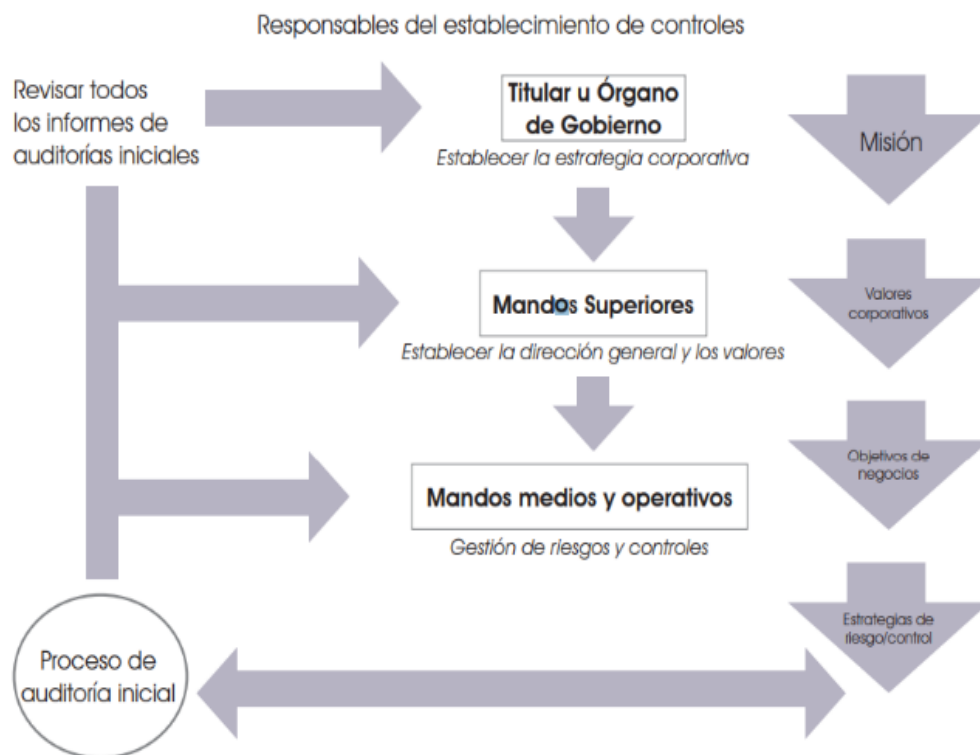 Responsables del establecimiento de controles
Revisar todos
los informes de
auditorías iniciales
Titular u Órgano
de Gobierno
Establecer la estrategia corporativa
Misión
Mandos Superiores
Establecer la dirección general y los valores
Valores
corporativos
Mandos medios y operativos
Gestión de riesgos y controles
Objetivos de
negocios
Proceso de
auditoría inicial
Estrategias de
riesgo/control